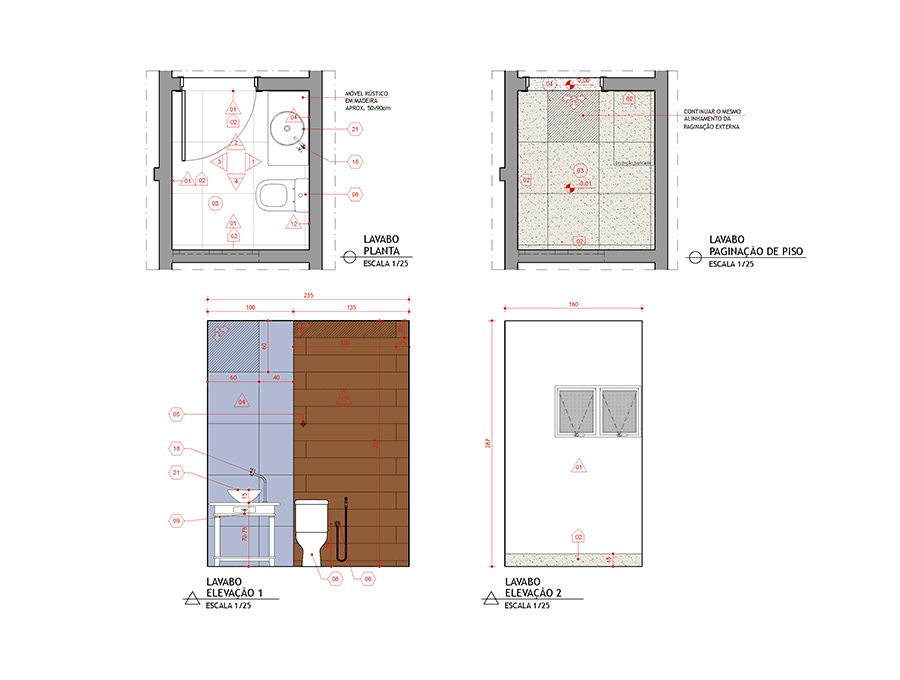 MÓVEL RÚSTICO
EM MADEIRA
APROX. 50x90cm
01
02
04
21
2
3
1
4
18
01
02
08
03
01
02
12
LAVABO
PLANTA
ESCALA 1/25
04
0,00
02
CONTINUAR O MESMO
ALINHAMENTO DA
PAGINAÇÃO EXTERNA
03
02
-0,01
02
LAVABO
PAGINAÇÃO DE PISO
ESCALA 1/25
235
100
135
60
60
40
04
05
18
21
15
09
70-75
08
06
LAVABO
ELEVAÇÃO 1
ESCALA 1/25
160
287
01
02
15
LAVABO
ELEVAÇÃO 2
ESCALA 1/25